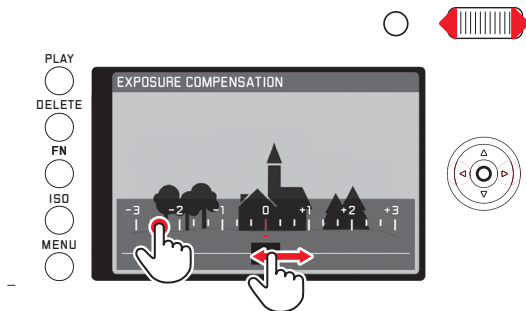 PLAY
DELETE
FN
ISO
MENU
EXPOSURE COMPENSATION
-3 -2 -1 0 +1 +2 +3
–